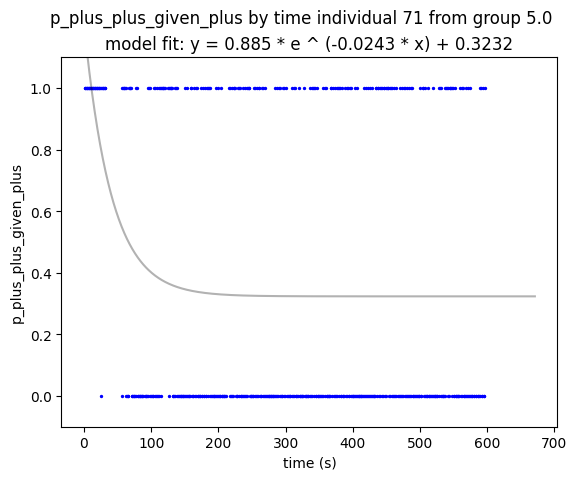 p_plus_plus_given_plus by time individual 71 from group 5.0
model fit: y = 0.885 * e ^ (-0.0243 * x) + 0.3232
1.0
0.8
0.6
0.4
0.2
0.0
p_plus_plus_given_plus
0 100 200 300 400 500 600 700
time (s)